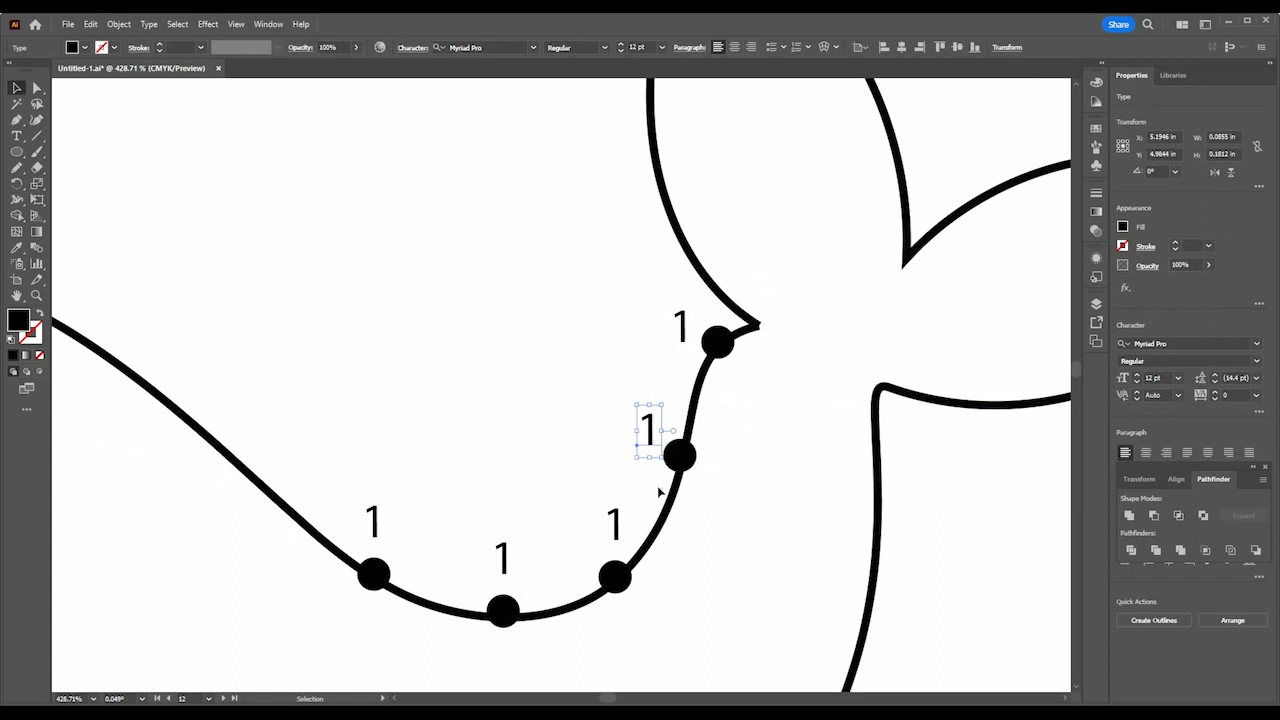 Ai File Edit Object Type Select Effect View Window Help Share
Type Stroke: Opacity: 100% Character: Myriad Pro Regular 12 pt Paragraph: Transform
Untitled-1.ai* @ 428.71 % (CMYK/Preview) ×
Properties Libraries
Type
Transform
X: 5.1946 in W: 0.0855 in
Y: 4.9844 in H: 0.1812 in
0°
Appearance
Fill
Stroke
Opacity 100%
fx
Character
Myriad Pro
Regular
12 pt (14.4 pt)
Auto 0
Paragraph
Transform Align Pathfinder
Shape Modes:
Expand
Pathfinders:
Quick Actions
Create Outlines Arrange
1
1
1
1
1
428.71% 0.049° 12 Selection